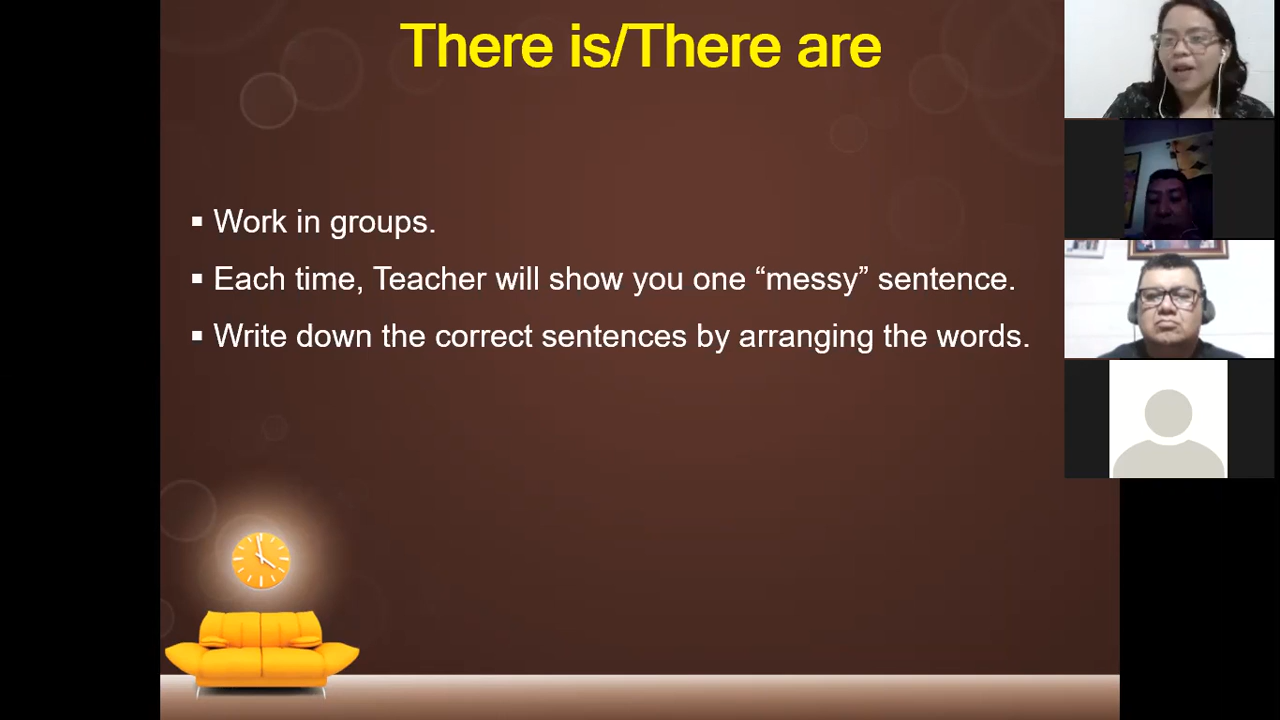 There is/There are
▪ Work in groups.
▪ Each time, Teacher will show you one “messy” sentence.
▪ Write down the correct sentences by arranging the words.